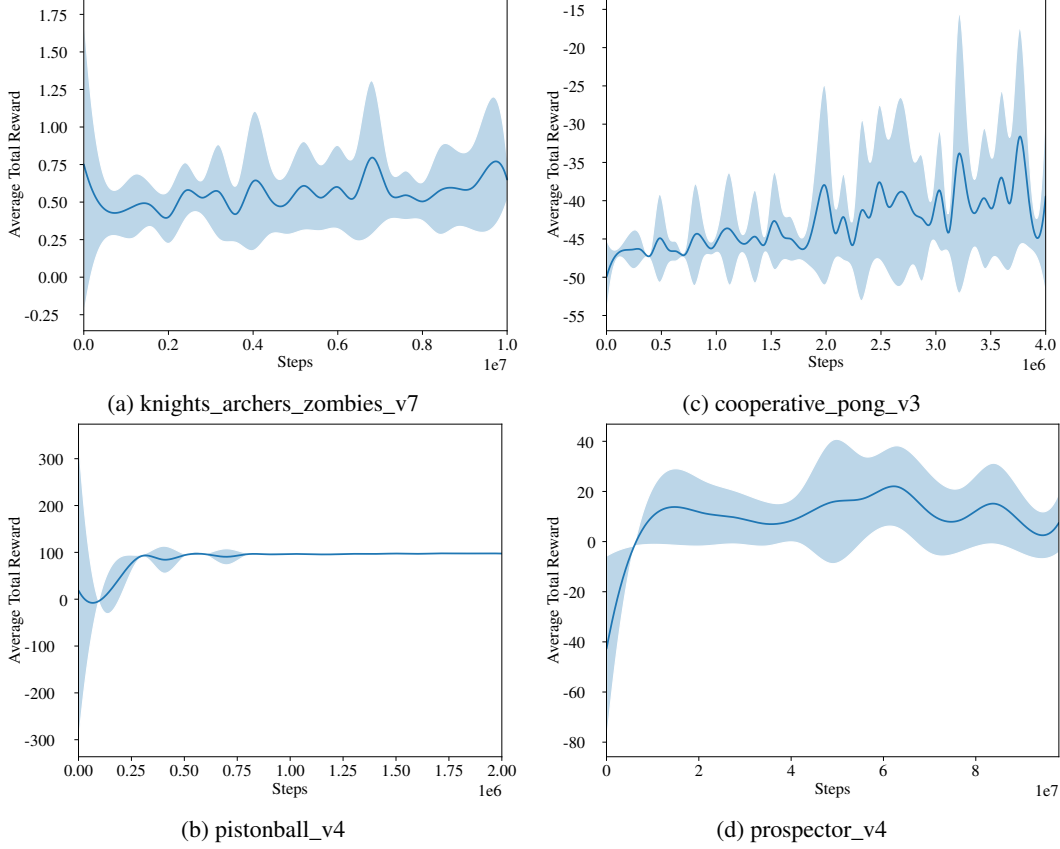 1.75
1.50
1.25
1.00
0.75
0.50
0.25
0.00
-0.25
Average Total Reward
0.0 0.2 0.4 0.6 0.8 1.0
Steps
1e7
(a) knights_archers_zombies_v7
-15
-20
-25
-30
-35
-40
-45
-50
-55
Average Total Reward
0.0 0.5 1.0 1.5 2.0 2.5 3.0 3.5 4.0
Steps
1e6
(c) cooperative_pong_v3
300
200
100
0
-100
-200
-300
Average Total Reward
0.00 0.25 0.50 0.75 1.00 1.25 1.50 1.75 2.00
Steps
1e6
(b) pistonball_v4
40
20
0
-20
-40
-60
-80
Average Total Reward
0 2 4 6 8
Steps
1e7
(d) prospector_v4